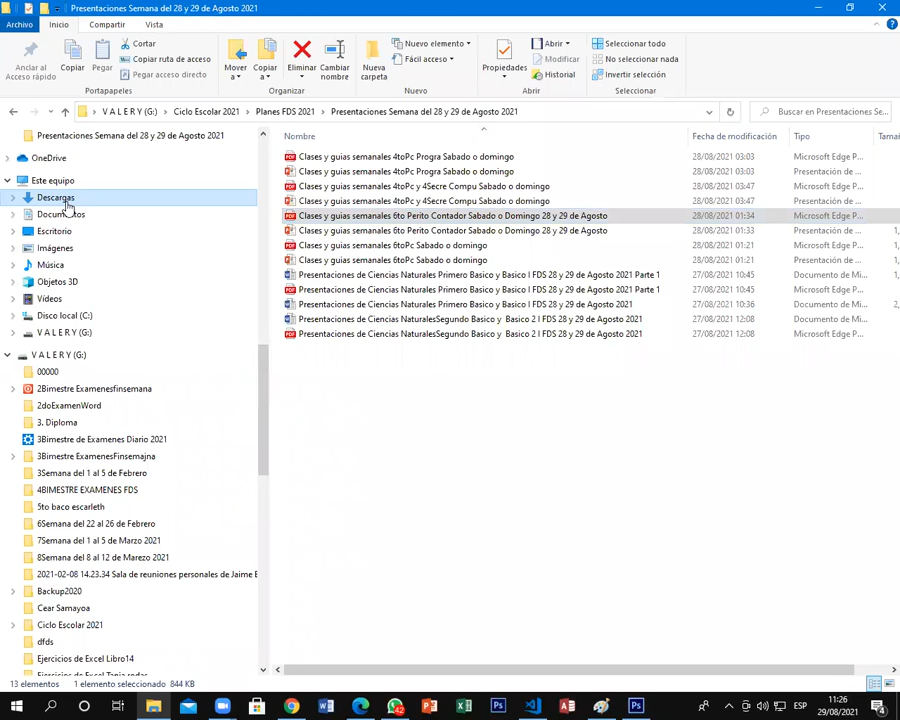 Presentaciones Semana del 28 y 29 de Agosto 2021
Archivo Inicio Compartir Vista
Anclar al Acceso rápido
Copiar
Pegar
Cortar
Copiar ruta de acceso
Pegar acceso directo
Portapapeles
Mover a
Copiar a
Eliminar
Cambiar nombre
Organizar
Nueva carpeta
Nuevo elemento
Fácil acceso
Nuevo
Propiedades
Abrir
Modificar
Historial
Abrir
Seleccionar todo
No seleccionar nada
Invertir selección
Seleccionar
V A L E R Y (G:) > Ciclo Escolar 2021 > Planes FDS 2021 > Presentaciones Semana del 28 y 29 de Agosto 2021
Buscar en Presentaciones Se...
Presentaciones Semana del 28 y 29 de Agosto 2021
OneDrive
Este equipo
Descargas
Documentos
Escritorio
Imágenes
Música
Objetos 3D
Vídeos
Disco local (C:)
V A L E R Y (G:)
V A L E R Y (G:)
00000
2Bimestre Examenesfinsemana
2doExamenWord
3. Diploma
3Bimestre de Examenes Diario 2021
3Bimestre ExamenesFinsemajna
3Semana del 1 al 5 de Febrero
4BIMESTRE EXAMENES FDS
5to baco escarleth
6Semana del 22 al 26 de Febrero
7Semana del 1 al 5 de Marzo 2021
8Semana del 8 al 12 de Marezo 2021
2021-02-08 14.23.34 Sala de reuniones personales de Jaime E
Backup2020
Cear Samayoa
Ciclo Escolar 2021
dfds
Ejercicios de Excel Libro14
Ejercicios de Excel Tania rodas
Nombre Fecha de modificación Tipo Tamañ
Clases y guias semanales 4toPc Progra Sabado o domingo 28/08/2021 03:03 Microsoft Edge P...
Clases y guias semanales 4toPc Progra Sabado o domingo 28/08/2021 03:03 Presentación de ...
Clases y guias semanales 4toPc y 4Secre Compu Sabado o domingo 28/08/2021 03:47 Microsoft Edge P...
Clases y guias semanales 4toPc y 4Secre Compu Sabado o domingo 28/08/2021 03:47 Presentación de ...
Clases y guias semanales 6to Perito Contador Sabado o Domingo 28 y 29 de Agosto 28/08/2021 01:34 Microsoft Edge P...
Clases y guias semanales 6to Perito Contador Sabado o Domingo 28 y 29 de Agosto 28/08/2021 01:33 Presentación de ... 1,
Clases y guias semanales 6toPc Sabado o domingo 28/08/2021 01:21 Microsoft Edge P...
Clases y guias semanales 6toPc Sabado o domingo 28/08/2021 01:21 Presentación de ... 1,
Presentaciones de Ciencias Naturales Primero Basico y Basico I FDS 28 y 29 de Agosto 2021 Parte 1 27/08/2021 10:45 Documento de Mi... 1,
Presentaciones de Ciencias Naturales Primero Basico y Basico I FDS 28 y 29 de Agosto 2021 Parte 1 27/08/2021 10:45 Microsoft Edge P...
Presentaciones de Ciencias Naturales Primero Basico y Basico I FDS 28 y 29 de Agosto 2021 27/08/2021 10:36 Documento de Mi... 2,
Presentaciones de Ciencias NaturalesSegundo Basico y Basico 2 I FDS 28 y 29 de Agosto 2021 27/08/2021 12:08 Documento de Mi...
Presentaciones de Ciencias NaturalesSegundo Basico y Basico 2 I FDS 28 y 29 de Agosto 2021 27/08/2021 12:08 Microsoft Edge P...
13 elementos 1 elemento seleccionado 844 KB
ESP
11:26
29/08/2021